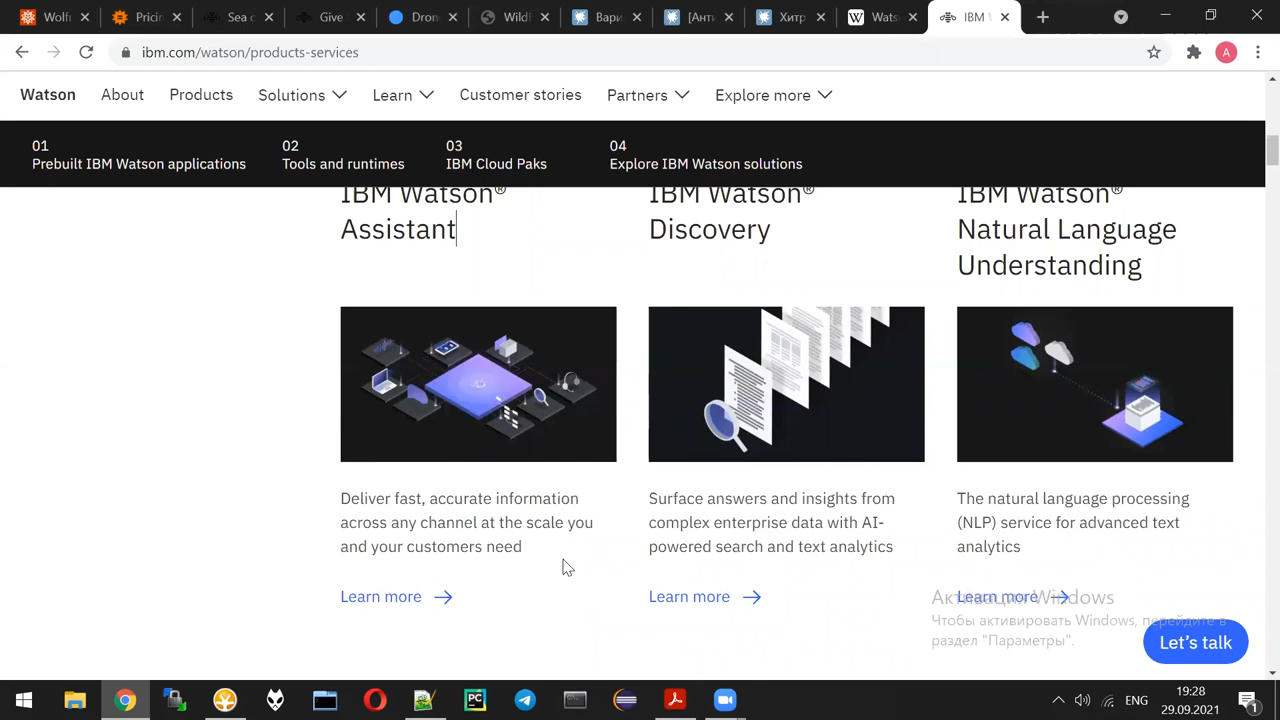 Wolfr
Pricin
Sea c
Give
Dron
Wildl
Вари
[Анти
Хитр
Wats
IBM
ibm.com/watson/products-services
A
Watson
About
Products
Solutions
Learn
Customer stories
Partners
Explore more
01
Prebuilt IBM Watson applications
02
Tools and runtimes
03
IBM Cloud Paks
04
Explore IBM Watson solutions
IBM Watson®
Assistant
IBM Watson®
Discovery
IBM Watson®
Natural Language
Understanding
Deliver fast, accurate information
across any channel at the scale you
and your customers need
Learn more
Surface answers and insights from
complex enterprise data with AI-
powered search and text analytics
Learn more
The natural language processing
(NLP) service for advanced text
analytics
Learn more
Активация Windows
Чтобы активировать Windows, перейдите в
раздел "Параметры".
Let's talk
ENG
19:28
29.09.2021